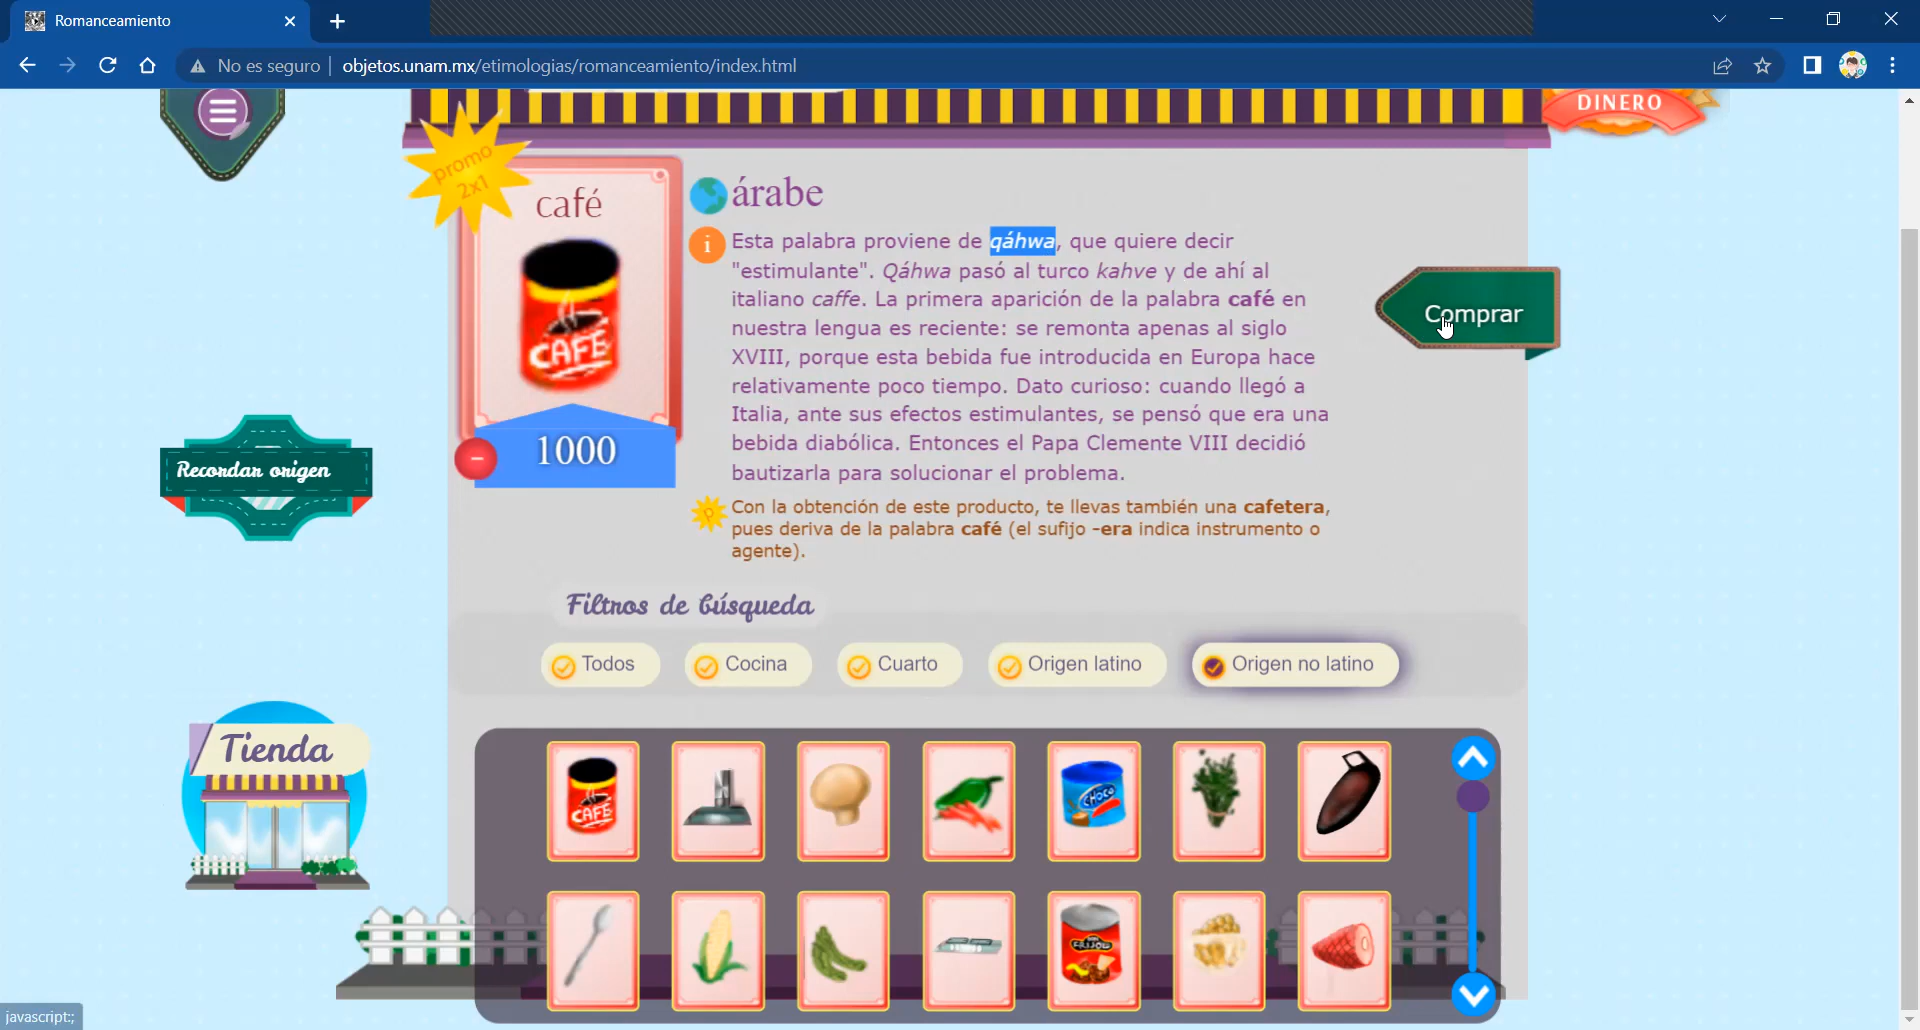 Romanceamiento
No es seguro | objetos.unam.mx/etimologias/romanceamiento/index.html
DINERO
promo
2x1
café
CAFÉ
1000
árabe
Esta palabra proviene de qáhwa, que quiere decir
"estimulante". Qáhwa pasó al turco kahve y de ahí al
italiano caffe. La primera aparición de la palabra café en
nuestra lengua es reciente: se remonta apenas al siglo
XVIII, porque esta bebida fue introducida en Europa hace
relativamente poco tiempo. Dato curioso: cuando llegó a
Italia, ante sus efectos estimulantes, se pensó que era una
bebida diabólica. Entonces el Papa Clemente VIII decidió
bautizarla para solucionar el problema.
Con la obtención de este producto, te llevas también una cafetera,
pues deriva de la palabra café (el sufijo -era indica instrumento o
agente).
Comprar
Recordar origen
Filtros de búsqueda
Todos Cocina Cuarto Origen latino Origen no latino
Tienda
CAFÉ
CHOCO
javascript:;